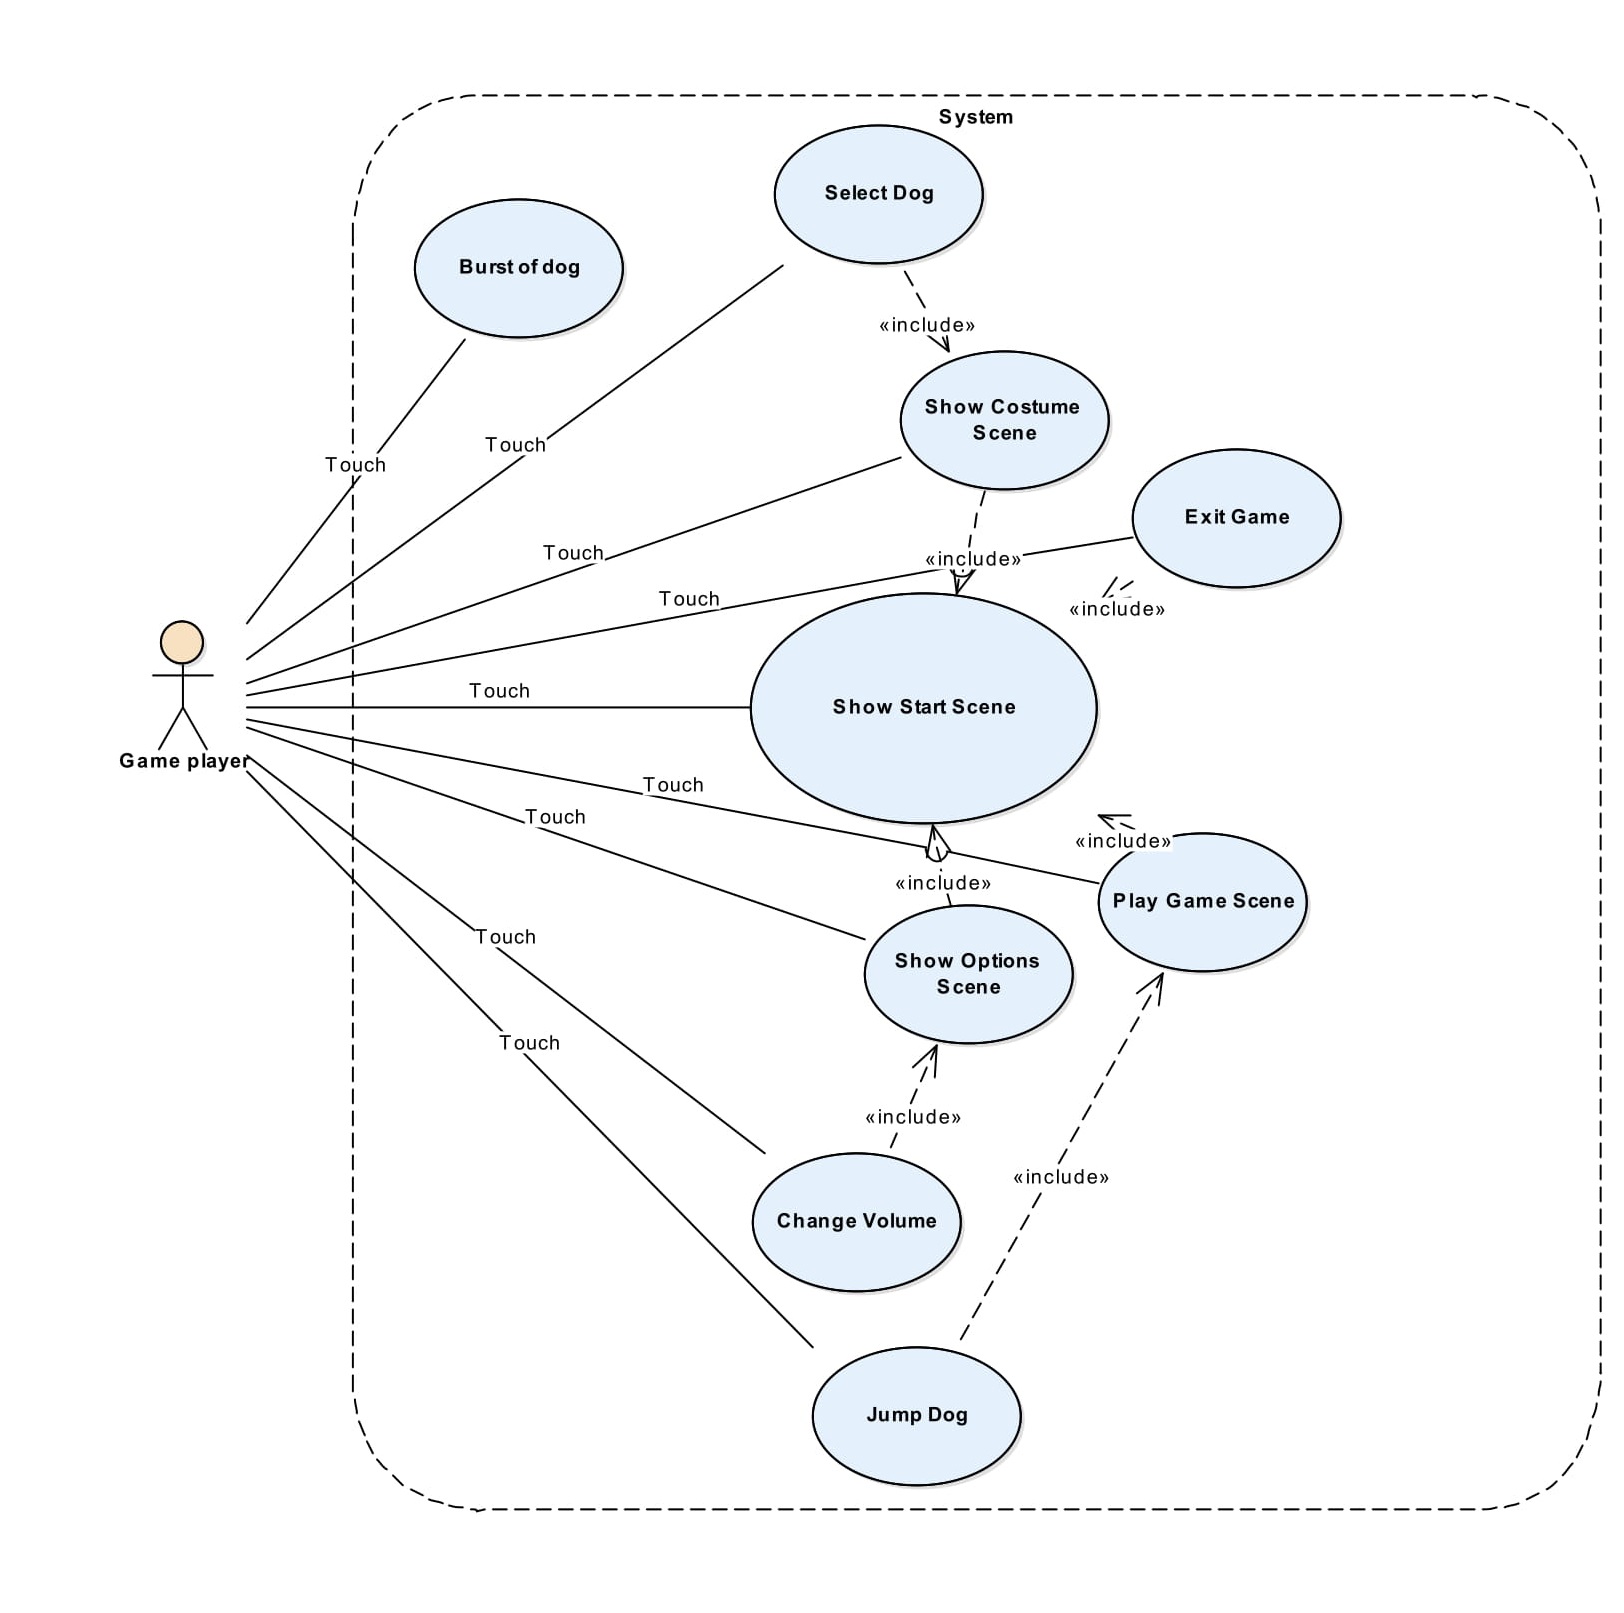 System
Select Dog
Burst of dog
«include»
Show Costume
Scene
Touch
Touch
Exit Game
Touch
«include»
Touch
«include»
Touch
Show Start Scene
Game player
Touch
Touch
«include»
«include»
Play Game Scene
Touch
Show Options
Scene
Touch
«include»
«include»
Change Volume
Jump Dog